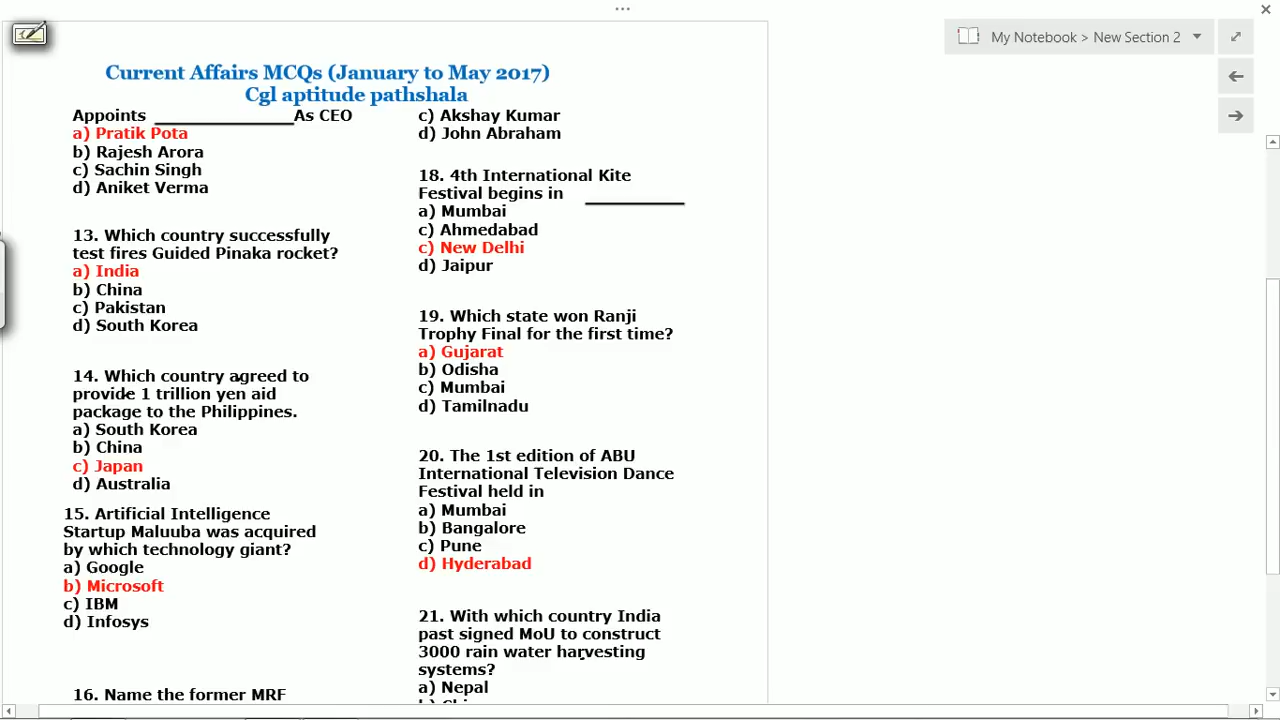 My Notebook > New Section 2
Current Affairs MCQs (January to May 2017)
Cgl aptitude pathshala
Appoints ______________As CEO
a) Pratik Pota
b) Rajesh Arora
c) Sachin Singh
d) Aniket Verma
13. Which country successfully
test fires Guided Pinaka rocket?
a) India
b) China
c) Pakistan
d) South Korea
14. Which country agreed to
provide 1 trillion yen aid
package to the Philippines.
a) South Korea
b) China
c) Japan
d) Australia
15. Artificial Intelligence
Startup Maluuba was acquired
by which technology giant?
a) Google
b) Microsoft
c) IBM
d) Infosys
16. Name the former MRF
c) Akshay Kumar
d) John Abraham
18. 4th International Kite
Festival begins in __________
a) Mumbai
c) Ahmedabad
c) New Delhi
d) Jaipur
19. Which state won Ranji
Trophy Final for the first time?
a) Gujarat
b) Odisha
c) Mumbai
d) Tamilnadu
20. The 1st edition of ABU
International Television Dance
Festival held in
a) Mumbai
b) Bangalore
c) Pune
d) Hyderabad
21. With which country India
past signed MoU to construct
3000 rain water harvesting
systems?
a) Nepal